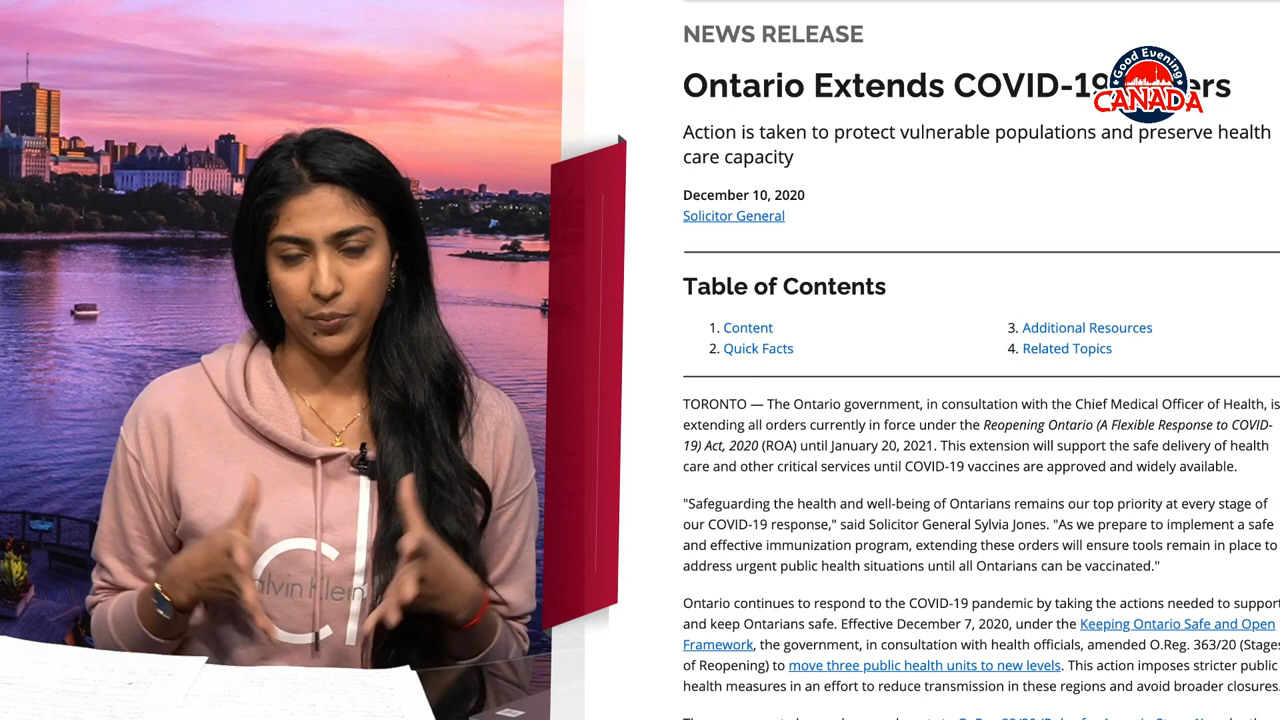 NEWS RELEASE
Ontario Extends COVID-19
Good Evening
CANADA
Action is taken to protect vulnerable populations and preserve health
care capacity
December 10, 2020
Solicitor General
Table of Contents
1. Content
2. Quick Facts
3. Additional Resources
4. Related Topics
TORONTO — The Ontario government, in consultation with the Chief Medical Officer of Health, is
extending all orders currently in force under the Reopening Ontario (A Flexible Response to COVID-
19) Act, 2020 (ROA) until January 20, 2021. This extension will support the safe delivery of health
care and other critical services until COVID-19 vaccines are approved and widely available.
"Safeguarding the health and well-being of Ontarians remains our top priority at every stage of
our COVID-19 response," said Solicitor General Sylvia Jones. "As we prepare to implement a safe
and effective immunization program, extending these orders will ensure tools remain in place to
address urgent public health situations until all Ontarians can be vaccinated."
Ontario continues to respond to the COVID-19 pandemic by taking the actions needed to support
and keep Ontarians safe. Effective December 7, 2020, under the Keeping Ontario Safe and Open
Framework, the government, in consultation with health officials, amended O.Reg. 363/20 (Stages
of Reopening) to move three public health units to new levels. This action imposes stricter public
health measures in an effort to reduce transmission in these regions and avoid broader closures.
Calvin Klein